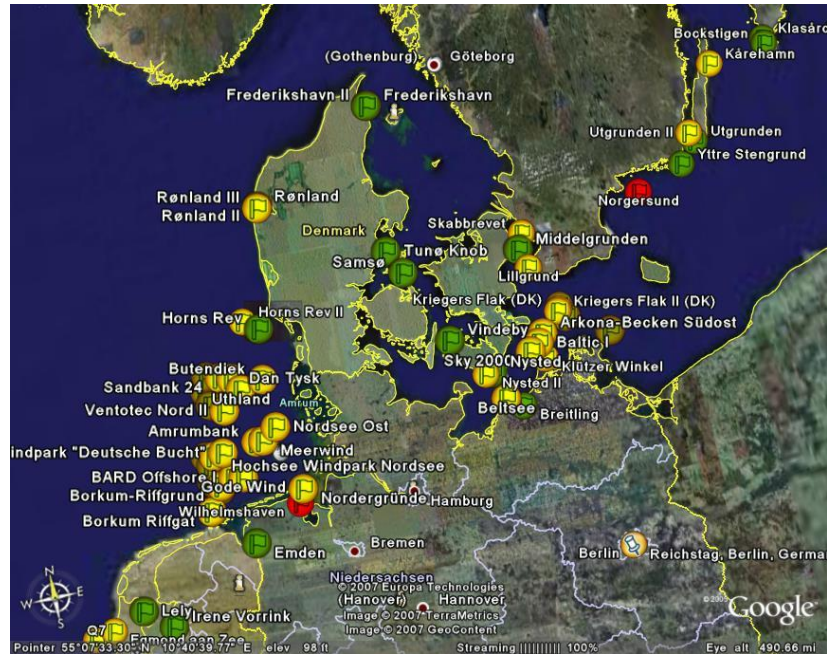 Bockstigen
Klasård
Kårehamn
(Gothenburg)
Göteborg
Frederikshavn II
Frederikshavn
Utgrunden II
Utgrunden
Yttre Stengrund
Norgersund
Rønland III
Rønland
Rønland II
Denmark
Skabbrevet
Middelgrunden
Tunø Knob
Samsø
Lillgrund
Kriegers Flak (DK)
Kriegers Flak II (DK)
Horns Rev
Horns Rev II
Vindeby
Arkona-Becken Südost
Baltic I
Sky 2000
Nysted
Klützer Winkel
Butendiek
Dan Tysk
Sandbank 24
Uthland
Nysted II
Amrum
Ventotec Nord II
Beltsee
Breitling
Nordsee Ost
Amrumbank
Meerwind
indpark "Deutsche Bucht"
Hochsee Windpark Nordsee
BARD Offshore I
Gode Wind
Borkum-Riffgrund
Nordergründe
Hamburg
Wilhelmshaven
Borkum Riffgat
Emden
Bremen
Berlin
Reichstag, Berlin, German
Niedersachsen
© 2007 Europa Technologies
(Hanover)
Hannover
Image © 2007 TerraMetrics
Image © 2007 GeoContent
N
W
E
S
Lely
Irene Vorrink
Q7
Egmond aan Zee
© 2005 Google
Pointer 55°07'33.30" N 10°40'39.77" E elev 98 ft
Streaming |||||||||| 100%
Eye alt 490.66 mi